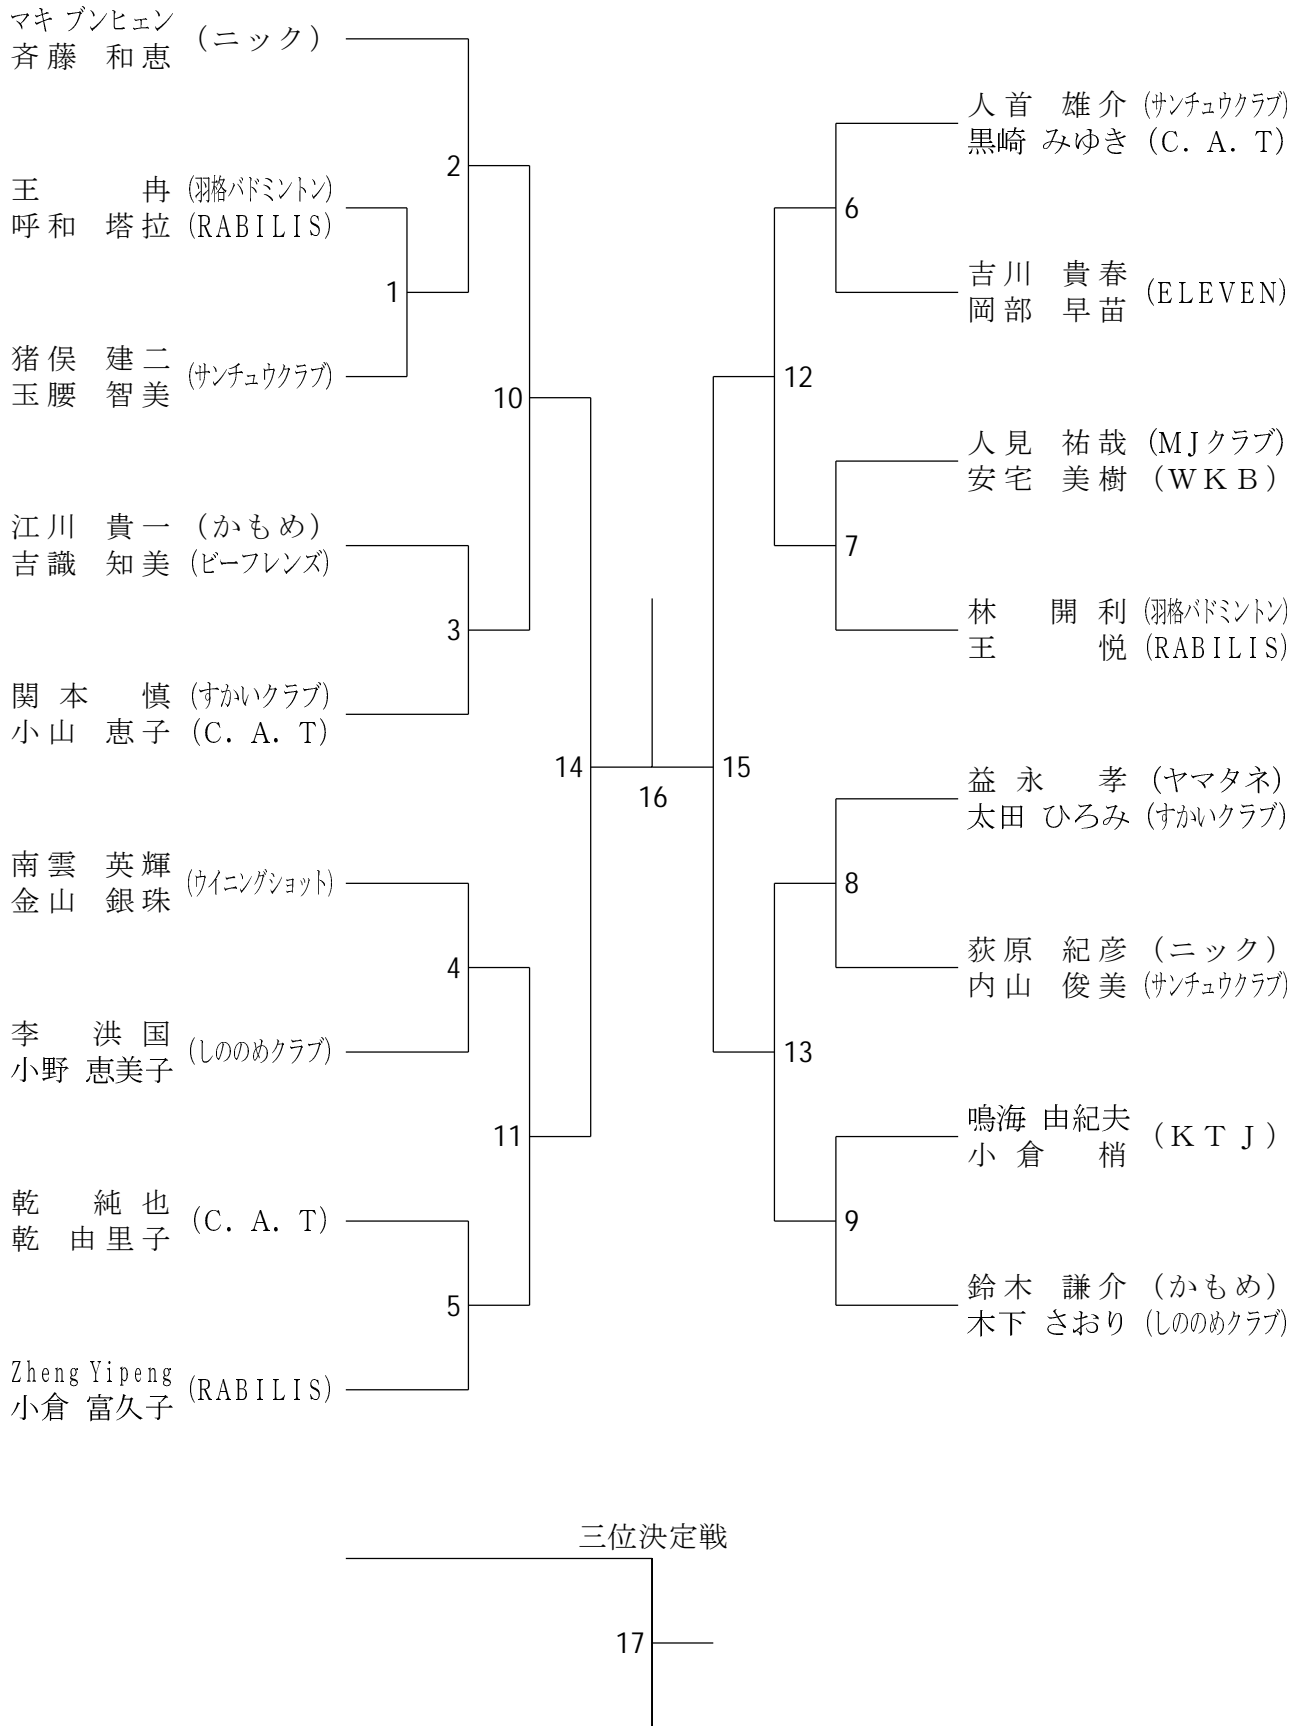 マキ ブンヒェン
斉藤 和恵 (ニック)
2
王 冉 (羽格バドミントン)
呼和 塔拉 (RABILIS)
1
猪俣 建二
玉腰 智美 (サンチュウクラブ)
10
江川 貴一 (かもめ)
吉識 知美 (ビーフレンズ)
3
関本 慎 (すかいクラブ)
小山 恵子 (C. A. T)
14
南雲 英輝
金山 銀珠 (ウイニングショット)
4
李 洪国
小野 恵美子 (しののめクラブ)
11
乾 純也
乾 由里子 (C. A. T)
5
Zheng Yipeng
小倉 富久子 (RABILIS)
16
人首 雄介 (サンチュウクラブ)
黒崎 みゆき (C. A. T)
6
吉川 貴春
岡部 早苗 (ELEVEN)
12
人見 祐哉 (MJクラブ)
安宅 美樹 (WKB)
7
林 開利 (羽格バドミントン)
王 悦 (RABILIS)
15
益永 孝 (ヤマタネ)
太田 ひろみ (すかいクラブ)
8
荻原 紀彦 (ニック)
内山 俊美 (サンチュウクラブ)
13
鳴海 由紀夫
小倉 梢 (KTJ)
9
鈴木 謙介 (かもめ)
木下 さおり (しののめクラブ)
三位決定戦
17